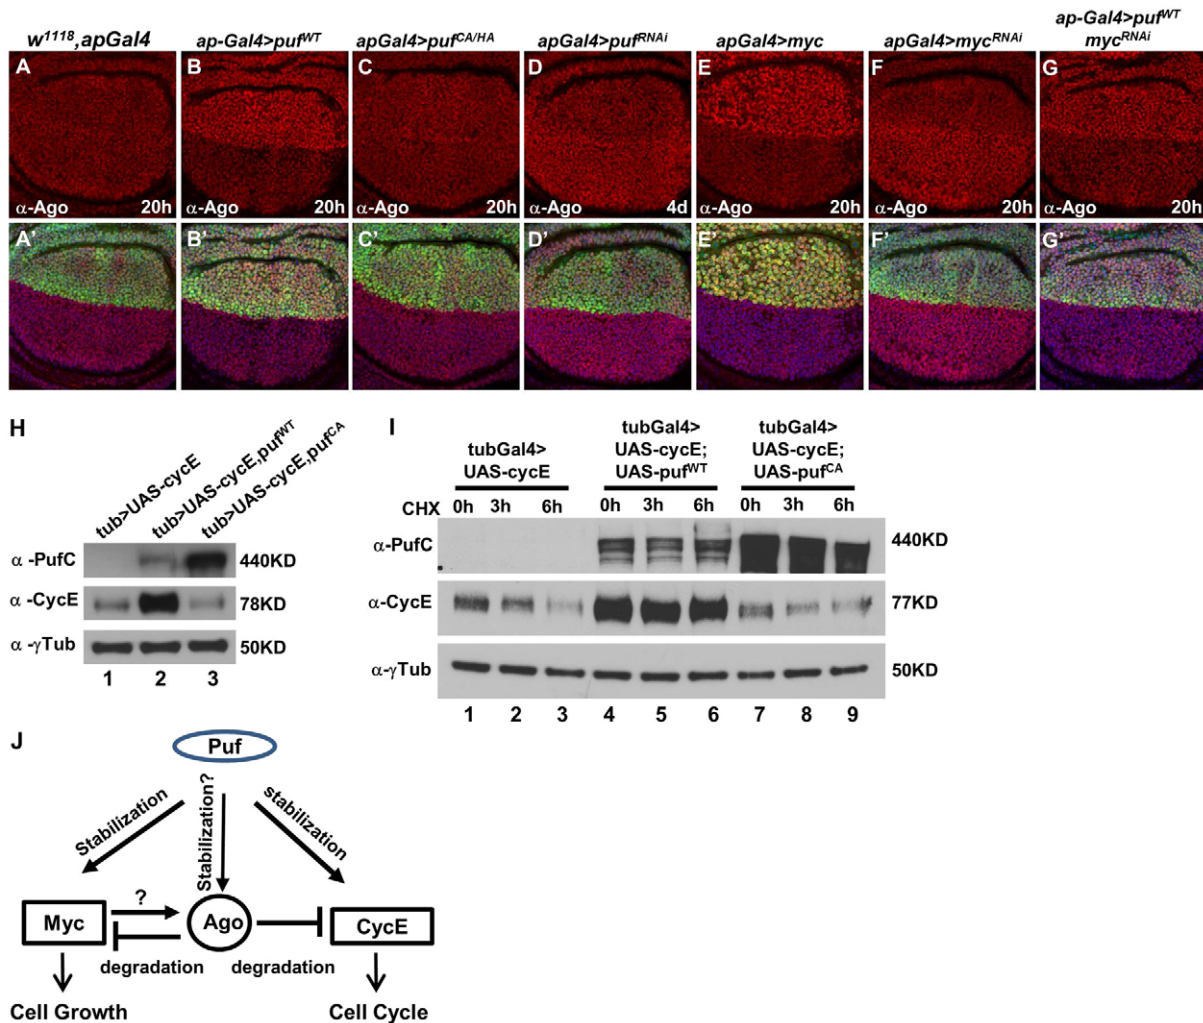 w1118,apGal4
ap-Gal4>pufWT
apGal4>pufCA/HA
apGal4>pufRNAi
apGal4>myc
apGal4>mycRNAi
ap-Gal4>pufWT
mycRNAi
A
α-Ago 20h
B
α-Ago 20h
C
α-Ago 20h
D
α-Ago 4d
E
α-Ago 20h
F
α-Ago 20h
G
α-Ago 20h
A'
B'
C'
D'
E'
F'
G'
H
tub>UAS-cycE
tub>UAS-cycE,pufWT
tub>UAS-cycE,pufCA
α -PufC 440KD
α -CycE 78KD
α -γTub 50KD
1 2 3
I
tubGal4>
UAS-cycE
tubGal4>
UAS-cycE;
UAS-pufWT
tubGal4>
UAS-cycE;
UAS-pufCA
CHX 0h 3h 6h 0h 3h 6h 0h 3h 6h
α-PufC 440KD
α-CycE 77KD
α-γTub 50KD
1 2 3 4 5 6 7 8 9
J
Puf
Stabilization
Stabilization?
stabilization
?
Myc
Ago
CycE
degradation
degradation
Cell Growth
Cell Cycle